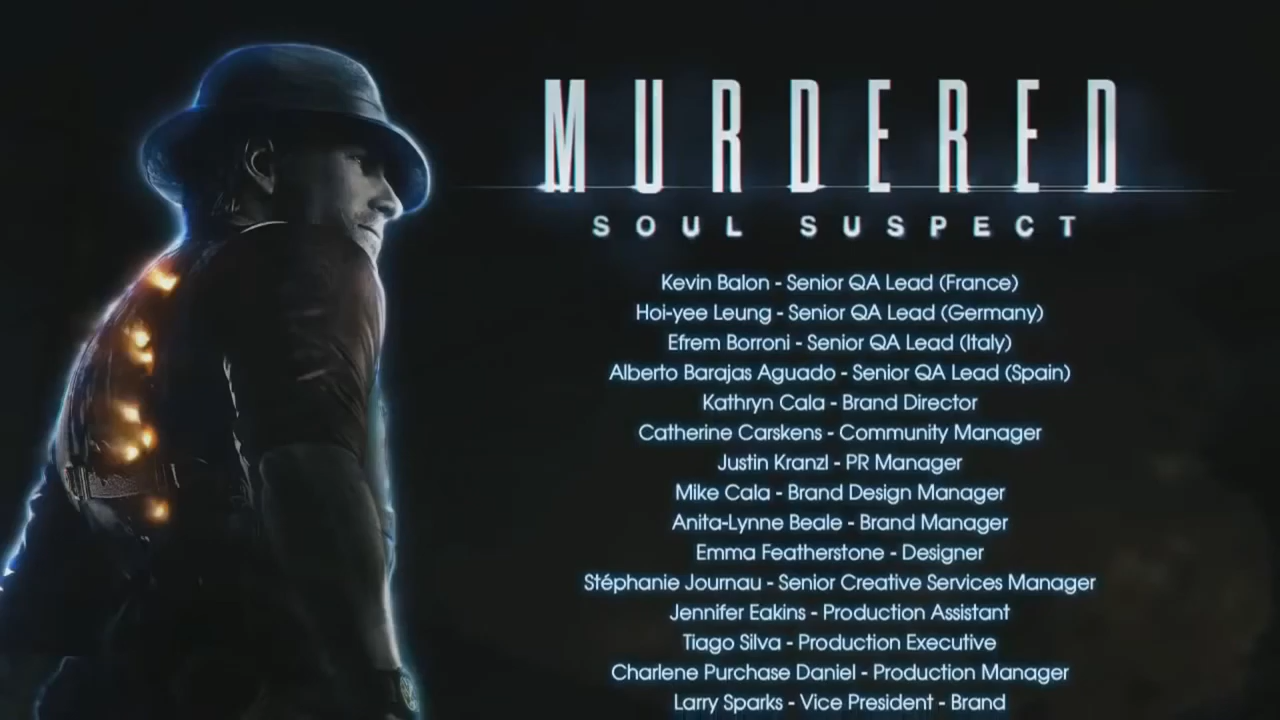 MURDERED
SOUL SUSPECT
Kevin Balon - Senior QA Lead (France)
Hoi-yee Leung - Senior QA Lead (Germany)
Efrem Borroni - Senior QA Lead (Italy)
Alberto Barajas Aguado - Senior QA Lead (Spain)
Kathryn Cala - Brand Director
Catherine Carskens - Community Manager
Justin Kranzl - PR Manager
Mike Cala - Brand Design Manager
Anita-Lynne Beale - Brand Manager
Emma Featherstone - Designer
Stéphanie Journau - Senior Creative Services Manager
Jennifer Eakins - Production Assistant
Tiago Silva - Production Executive
Charlene Purchase Daniel - Production Manager
Larry Sparks - Vice President - Brand